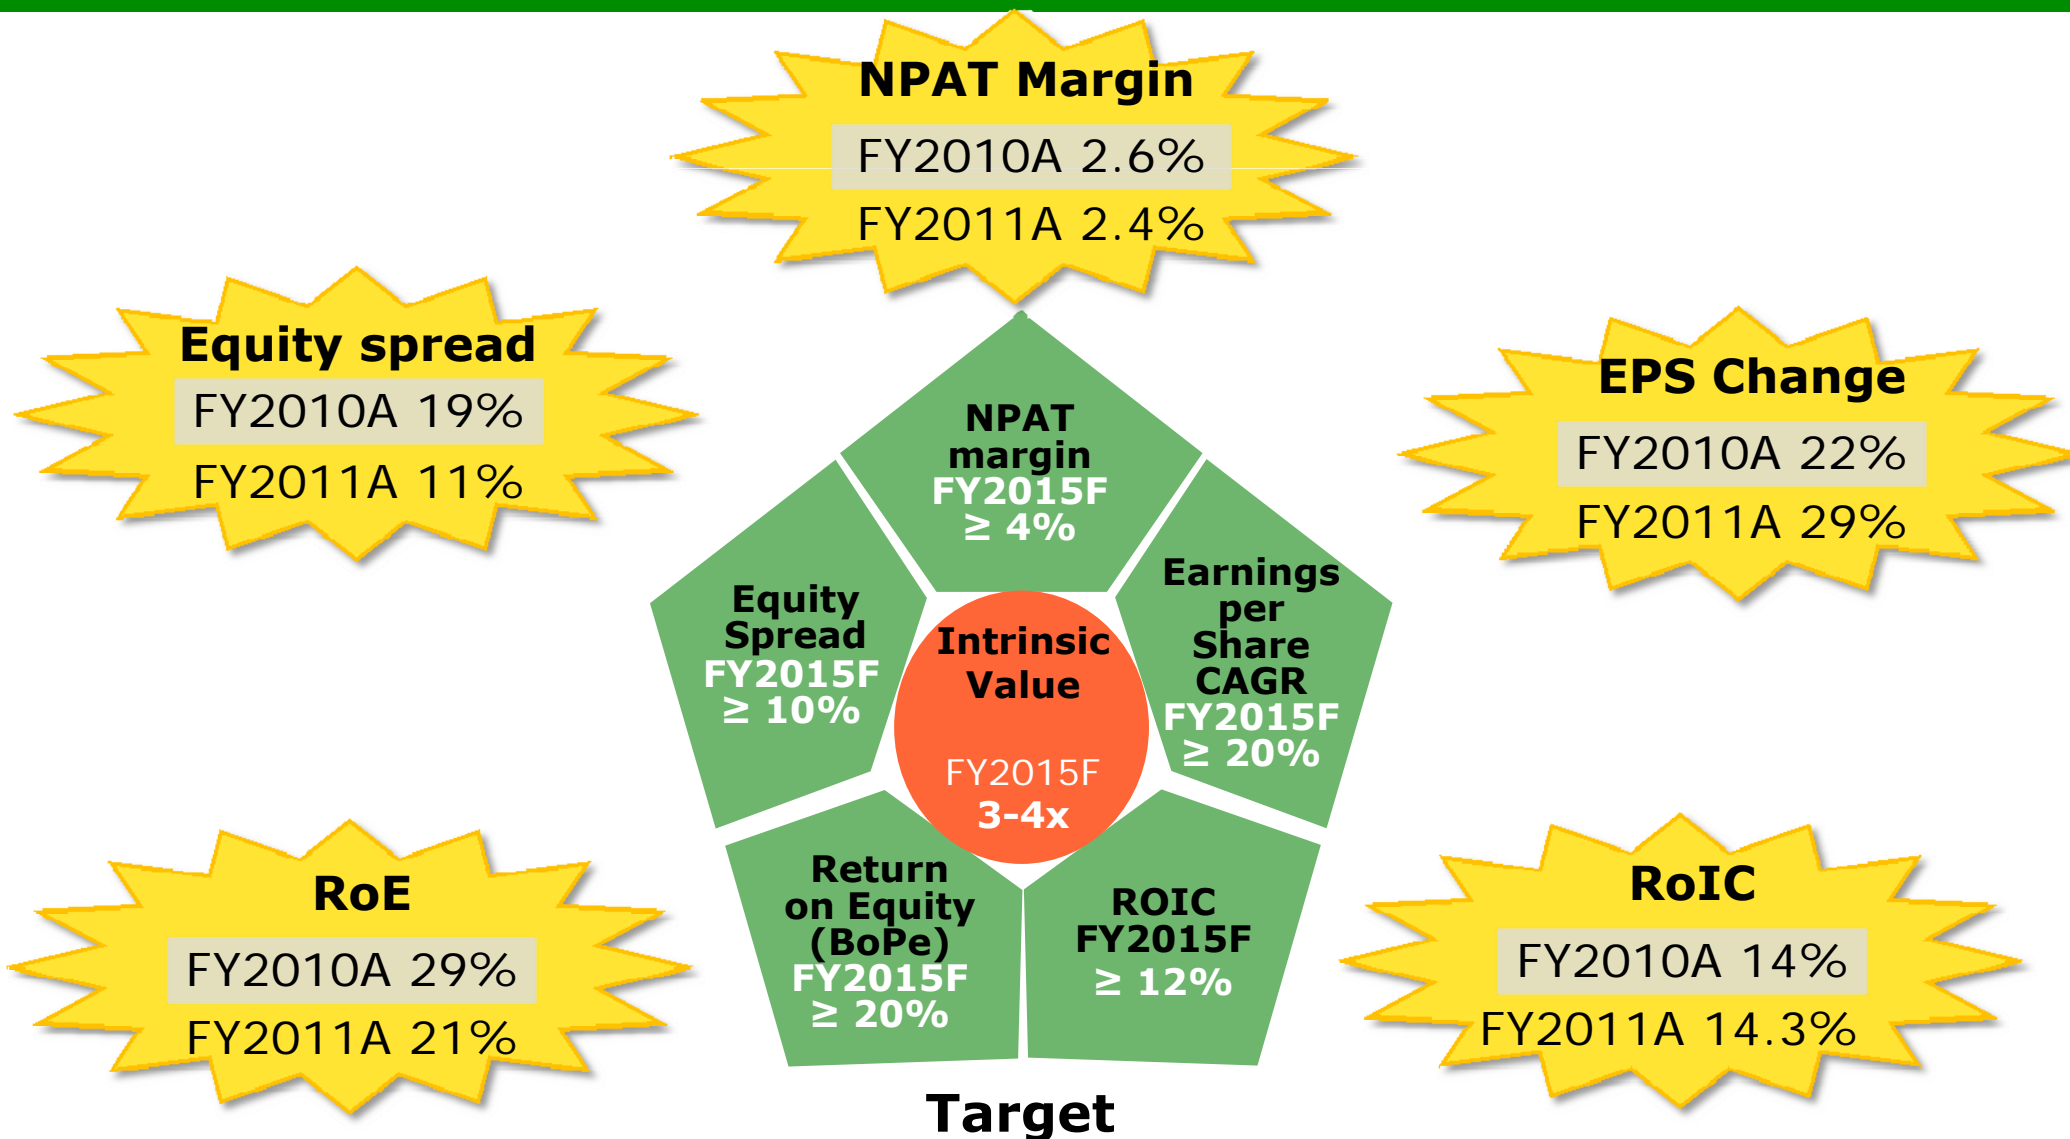 NPAT Margin
FY2010A 2.6%
FY2011A 2.4%
Equity spread
FY2010A 19%
FY2011A 11%
EPS Change
FY2010A 22%
FY2011A 29%
NPAT
margin
FY2015F
≥ 4%
Equity
Spread
FY2015F
≥ 10%
Intrinsic
Value
FY2015F
3-4x
Earnings
per
Share
CAGR
FY2015F
≥ 20%
RoE
FY2010A 29%
FY2011A 21%
Return
on Equity
(BoPe)
FY2015F
≥ 20%
ROIC
FY2015F
≥ 12%
RoIC
FY2010A 14%
FY2011A 14.3%
Target